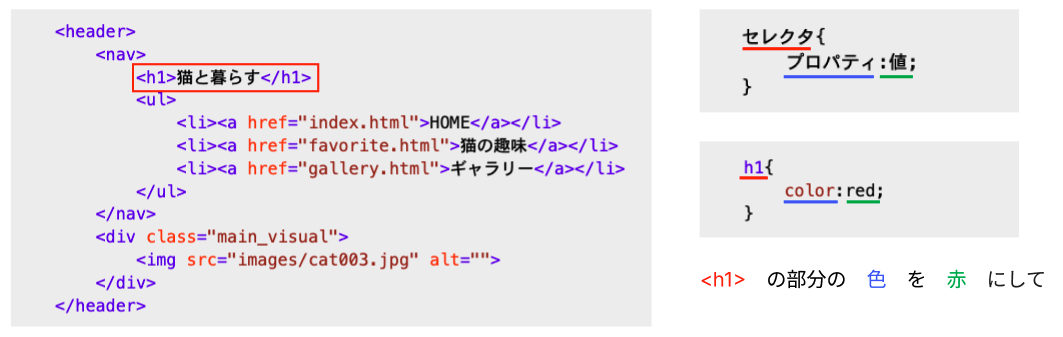 <header>
<nav>
<h1>猫と暮らす</h1>
<ul>
<li><a href="index.html">HOME</a></li>
<li><a href="favorite.html">猫の趣味</a></li>
<li><a href="gallery.html">ギャラリー</a></li>
</ul>
</nav>
<div class="main_visual">
<img src="images/cat003.jpg" alt="">
</div>
</header>
セレクタ{
プロパティ:値;
}
h1{
color:red;
}
<h1> の部分の 色 を 赤 にして